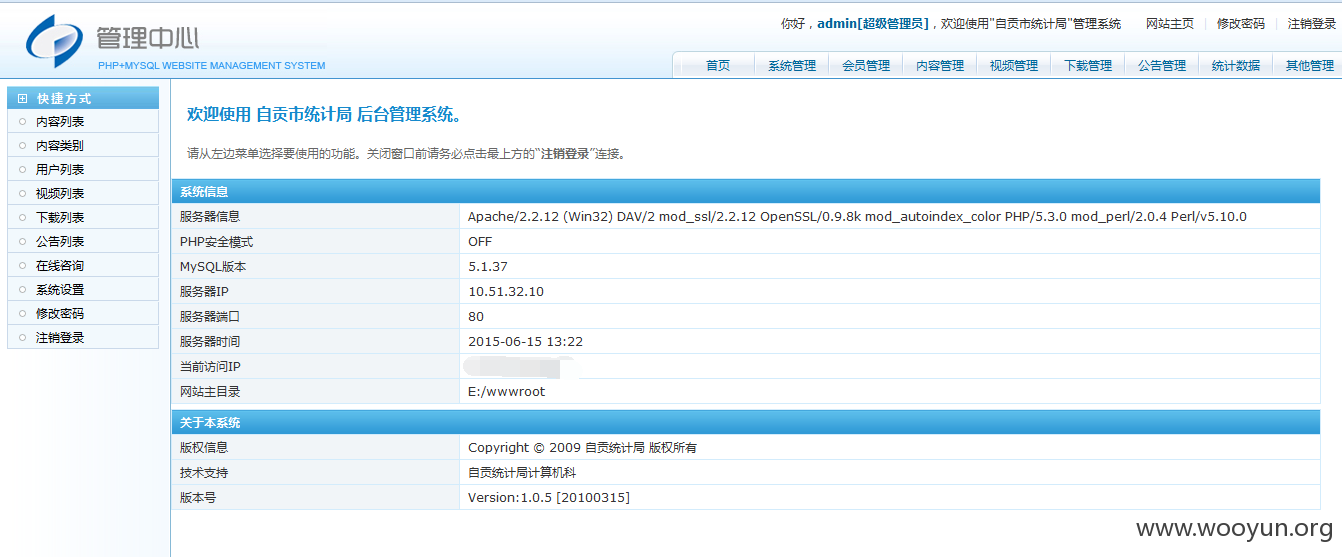 管理中心
PHP+MYSQL WEBSITE MANAGEMENT SYSTEM
你好，admin[超级管理员]，欢迎使用"自贡市统计局"管理系统 网站主页 修改密码 注销登录
首页 系统管理 会员管理 内容管理 视频管理 下载管理 公告管理 统计数据 其他管理
快捷方式
内容列表
内容类别
用户列表
视频列表
下载列表
公告列表
在线咨询
系统设置
修改密码
注销登录
欢迎使用 自贡市统计局 后台管理系统。
请从左边菜单选择要使用的功能。关闭窗口前请务必点击最上方的“注销登录”连接。
系统信息
服务器信息 Apache/2.2.12 (Win32) DAV/2 mod_ssl/2.2.12 OpenSSL/0.9.8k mod_autoindex_color PHP/5.3.0 mod_perl/2.0.4 Perl/v5.10.0
PHP安全模式 OFF
MySQL版本 5.1.37
服务器IP 10.51.32.10
服务器端口 80
服务器时间 2015-06-15 13:22
当前访问IP
网站主目录 E:/wwwroot
关于本系统
版权信息 Copyright © 2009 自贡统计局 版权所有
技术支持 自贡统计局计算机科
版本号 Version:1.0.5 [20100315]
www.wooyun.org